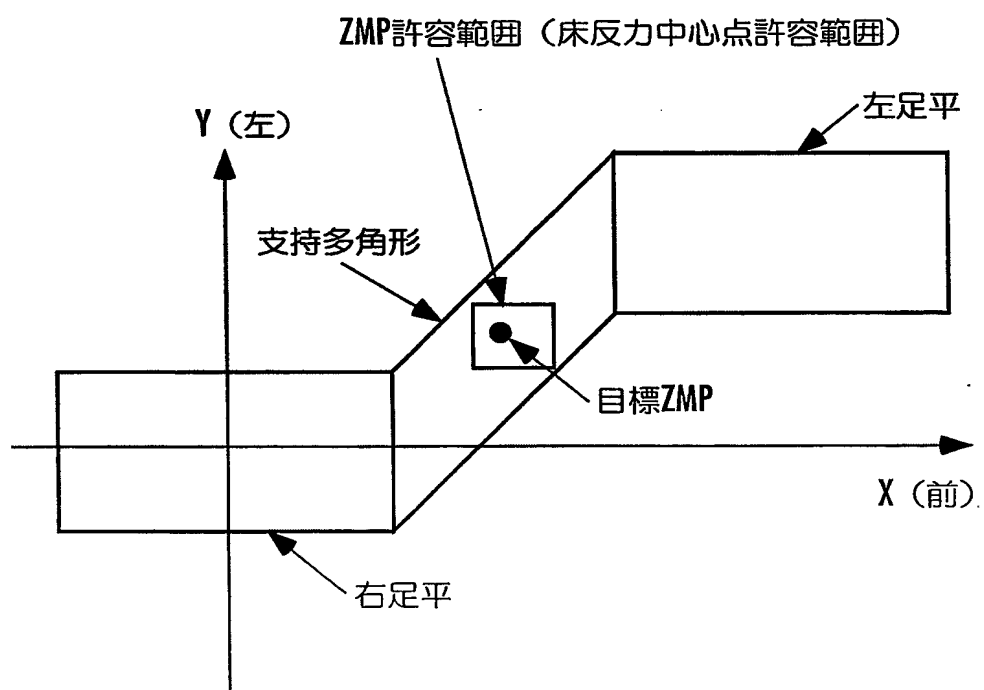 ZMP許容範囲（床反力中心点許容範囲）
左足平
Y（左）
支持多角形
目標ZMP
X（前）
右足平